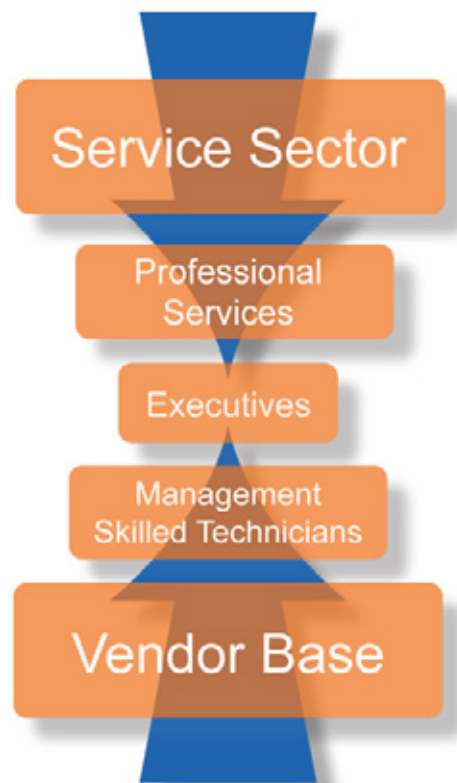 Service Sector
Professional
Services
Executives
Management
Skilled Technicians
Vendor Base